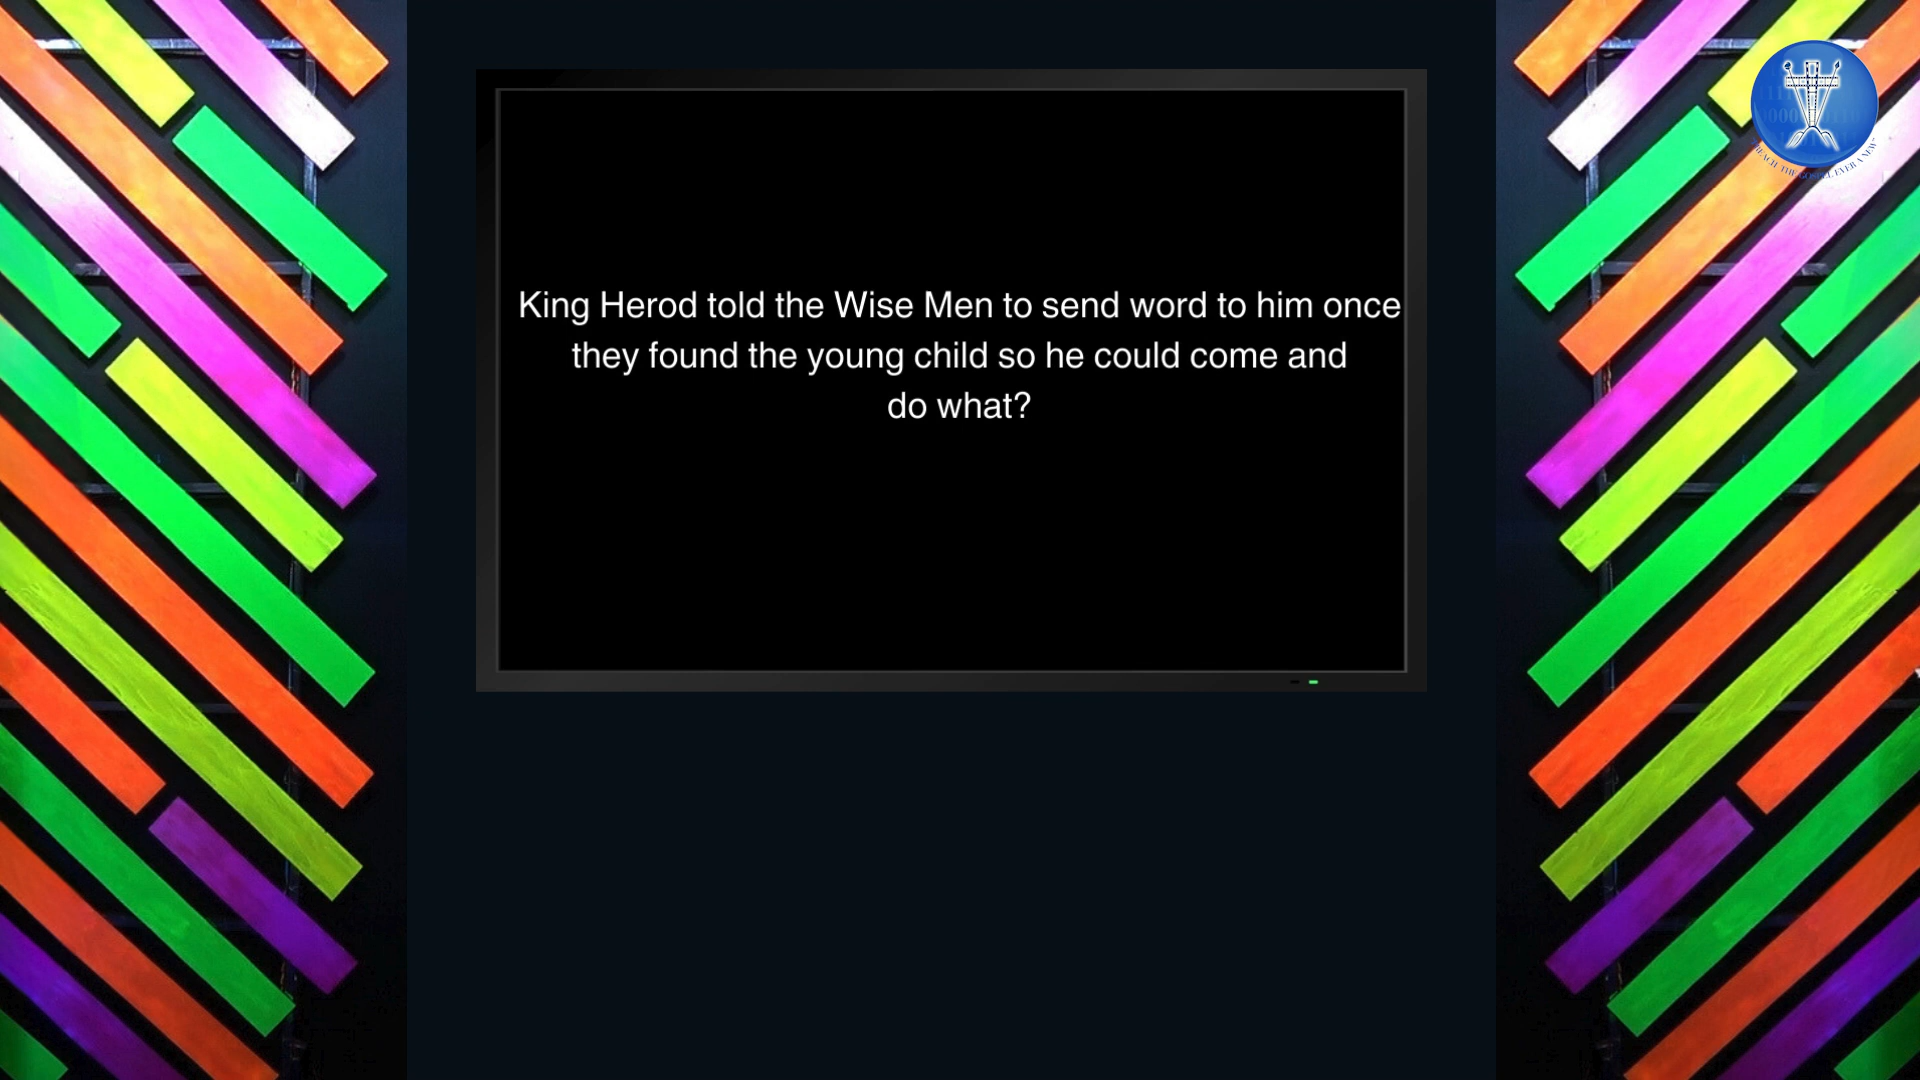 King Herod told the Wise Men to send word to him once
they found the young child so he could come and
do what?